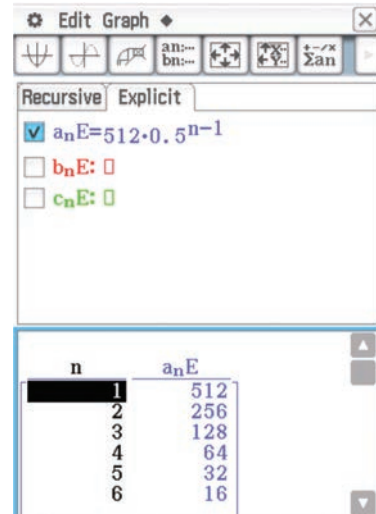 Edit Graph ◆
an:… bn:… +-/× Σan
Recursive Explicit
aₙE=512·0.5ⁿ⁻¹
bₙE: □
cₙE: □
n aₙE
1 512
2 256
3 128
4 64
5 32
6 16